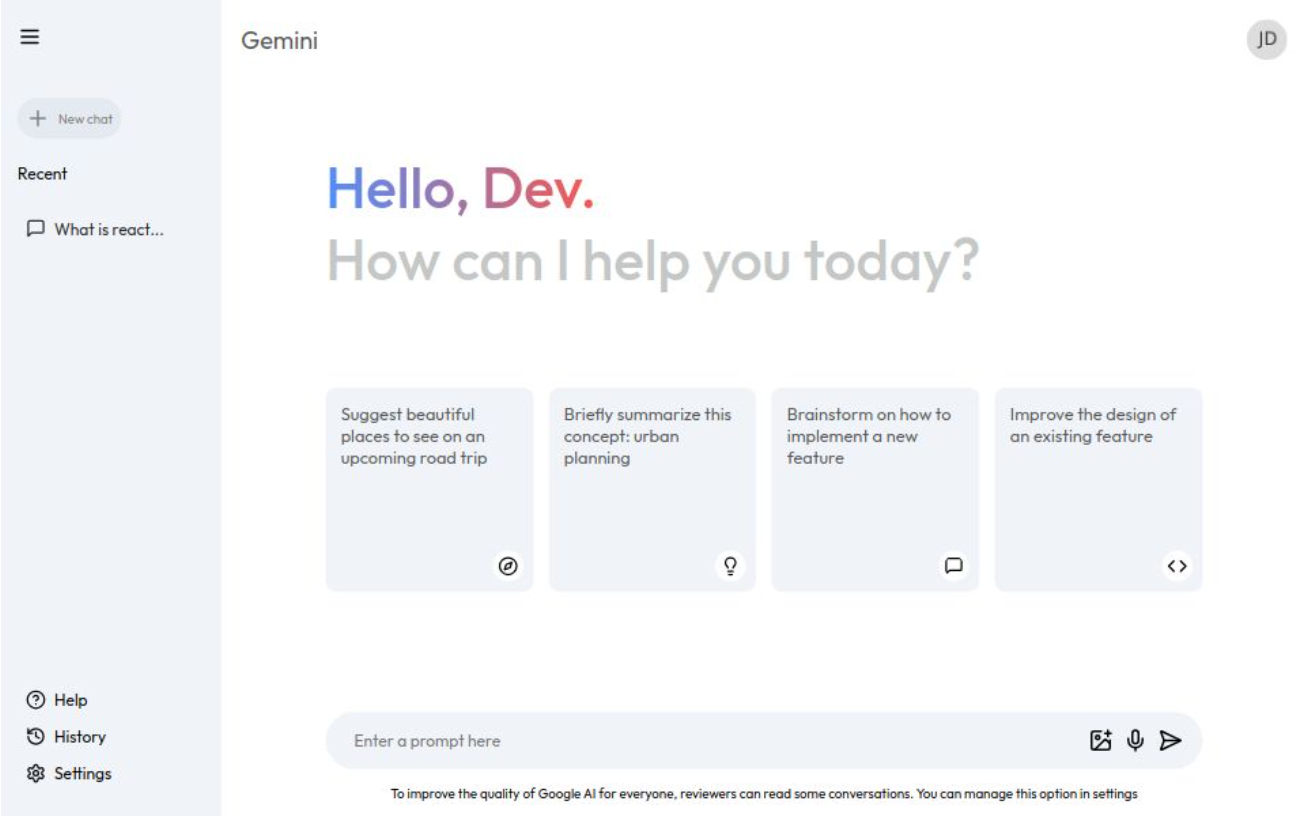 Gemini
JD
New chat
Recent
What is react...
Help
History
Settings
Hello, Dev.
How can I help you today?
Suggest beautiful
places to see on an
upcoming road trip
Briefly summarize this
concept: urban
planning
Brainstorm on how to
implement a new
feature
Improve the design of
an existing feature
Enter a prompt here
To improve the quality of Google AI for everyone, reviewers can read some conversations. You can manage this option in settings